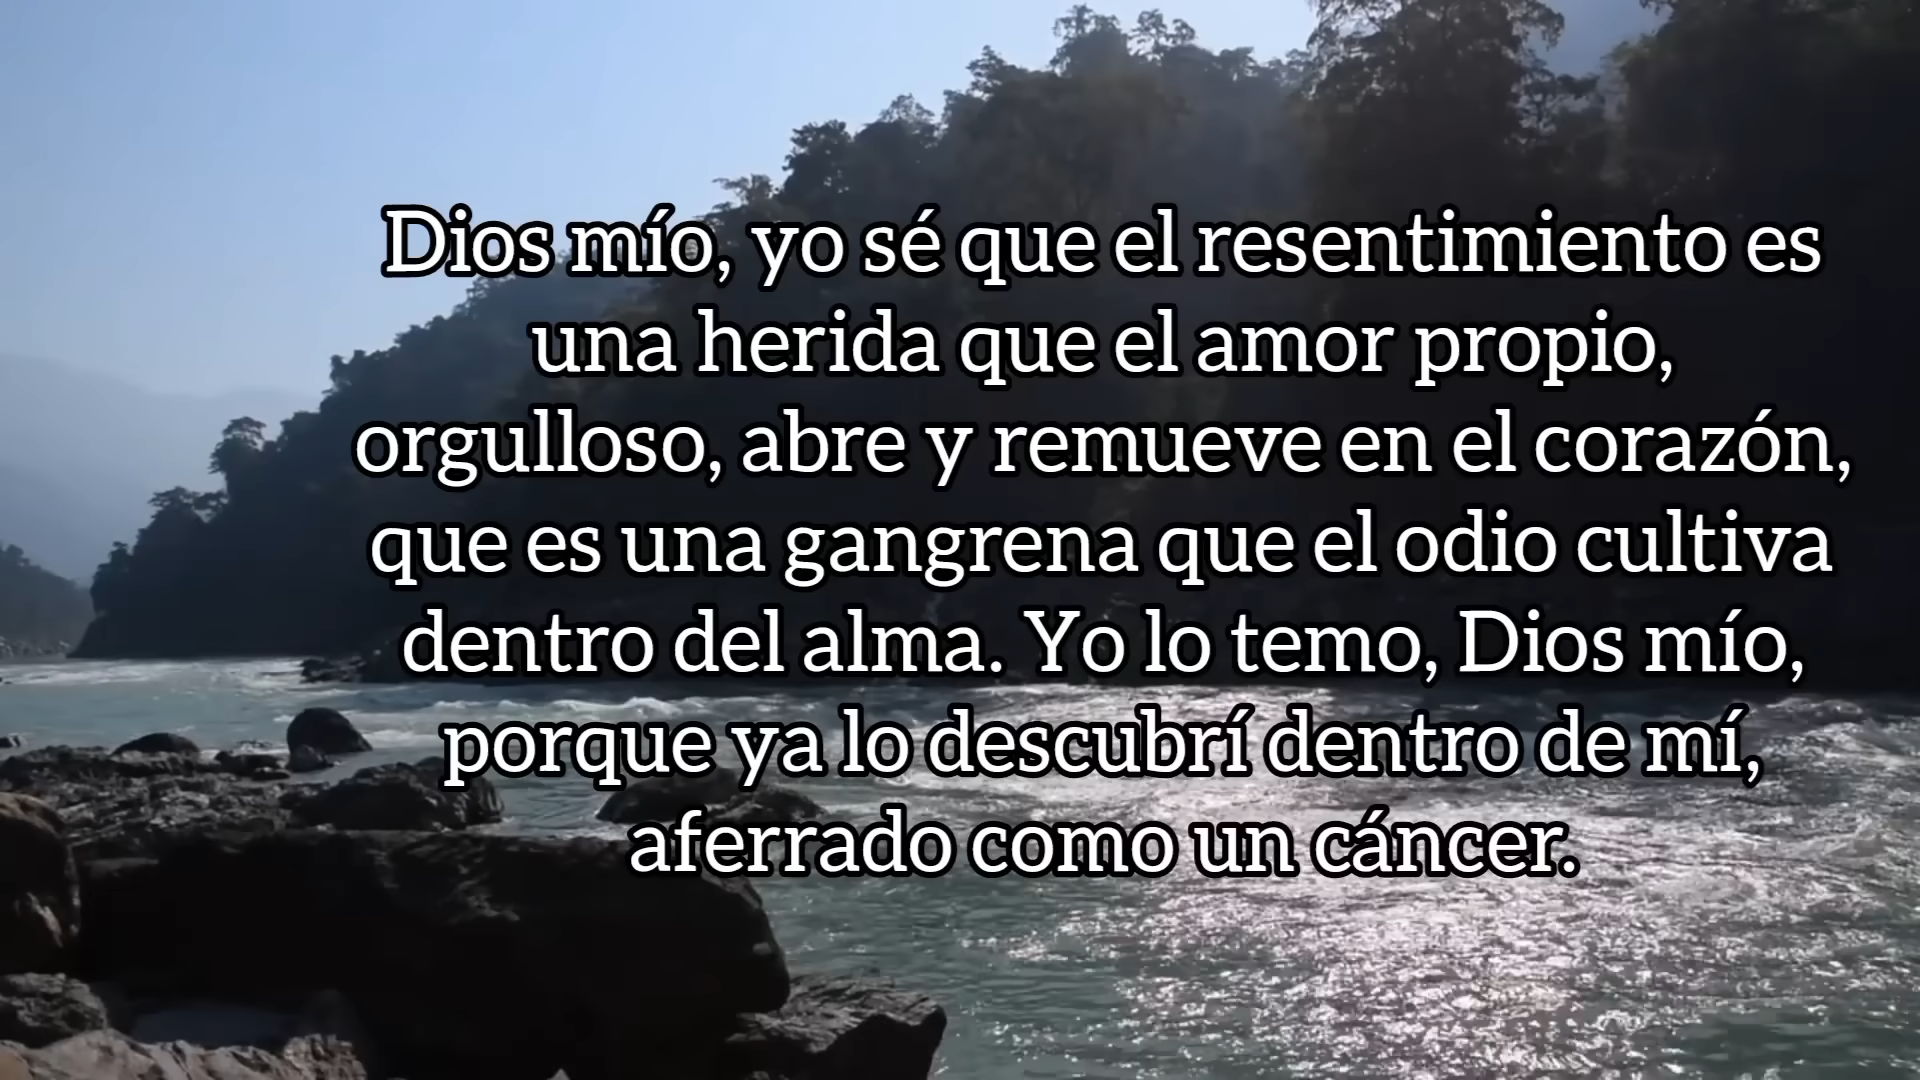 Dios mío, yo sé que el resentimiento es
una herida que el amor propio,
orgulloso, abre y remueve en el corazón,
que es una gangrena que el odio cultiva
dentro del alma. Yo lo temo, Dios mío,
porque ya lo descubrí dentro de mí,
aferrado como un cáncer.